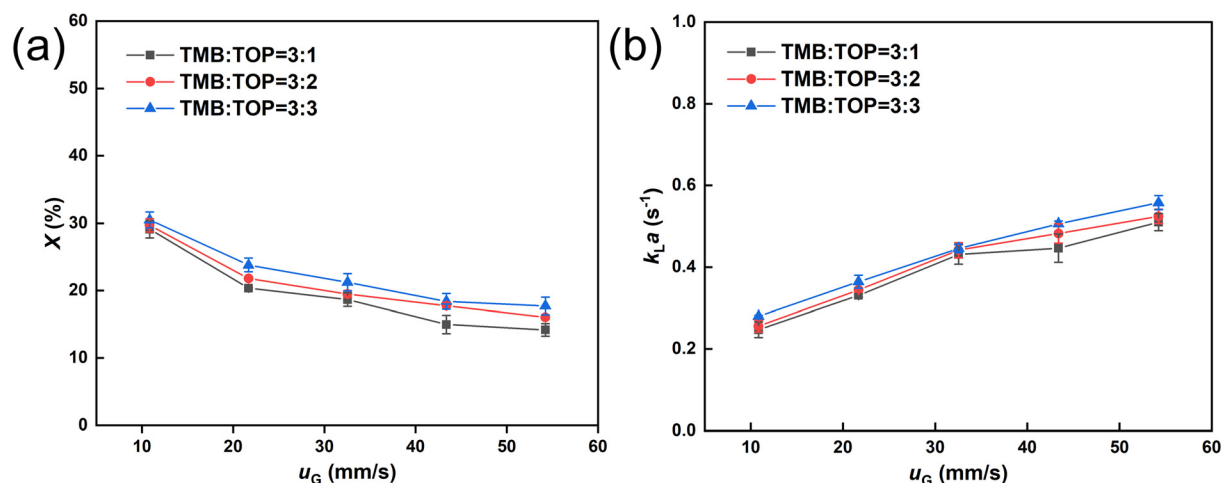 (a)
TMB:TOP=3:1
TMB:TOP=3:2
TMB:TOP=3:3
X (%)
60
50
40
30
20
10
0
10 20 30 40 50 60
uG (mm/s)
(b)
TMB:TOP=3:1
TMB:TOP=3:2
TMB:TOP=3:3
kLa (s⁻¹)
1.0
0.8
0.6
0.4
0.2
0.0
10 20 30 40 50 60
uG (mm/s)